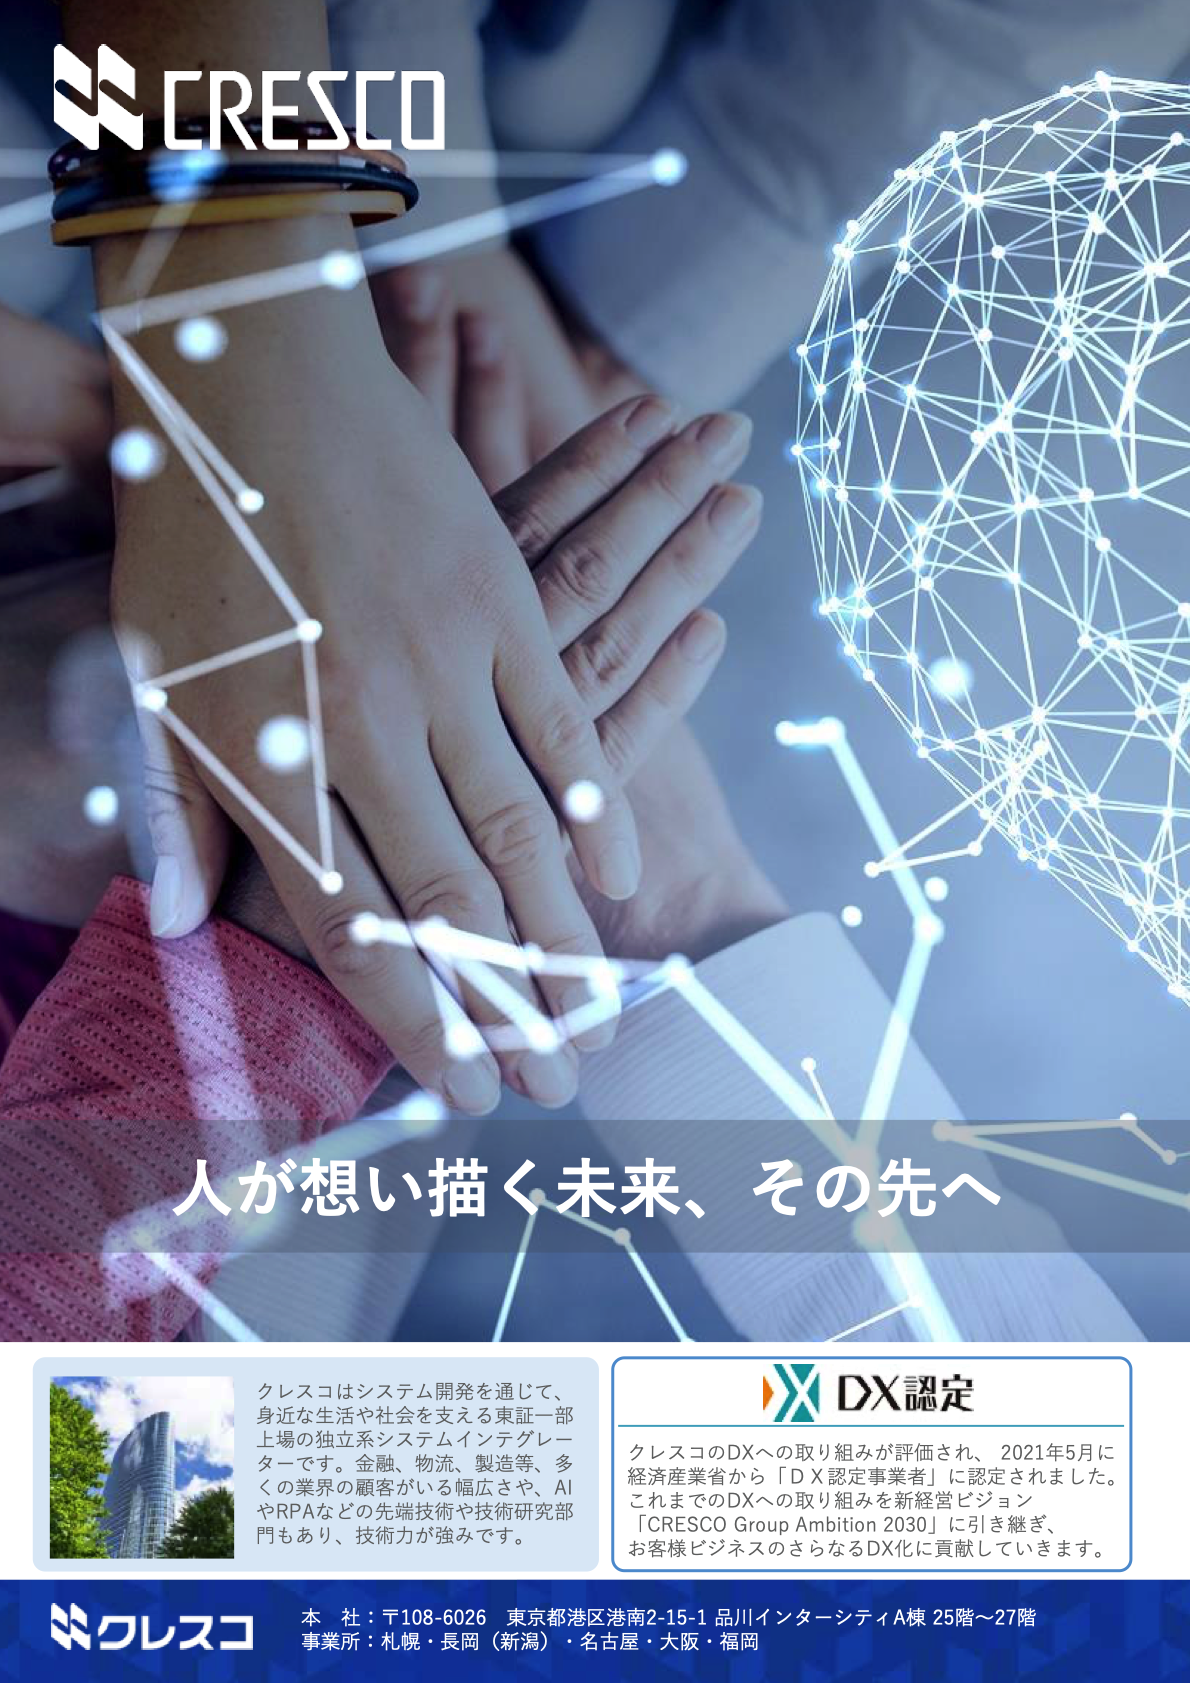 CRESCO
人が想い描く未来、その先へ
クレスコはシステム開発を通じて、
身近な生活や社会を支える東証一部
上場の独立系システムインテグレー
ターです。金融、物流、製造等、多
くの業界の顧客がいる幅広さや、AI
やRPAなどの先端技術や技術研究部
門もあり、技術力が強みです。
DX認定
クレスコのDXへの取り組みが評価され、 2021年5月に
経済産業省から「ＤＸ認定事業者」に認定されました。
これまでのDXへの取り組みを新経営ビジョン
「CRESCO Group Ambition 2030」に引き継ぎ、
お客様ビジネスのさらなるDX化に貢献していきます。
クレスコ
本　社：〒108-6026　東京都港区港南2-15-1 品川インターシティA棟 25階～27階
事業所：札幌・長岡（新潟）・名古屋・大阪・福岡